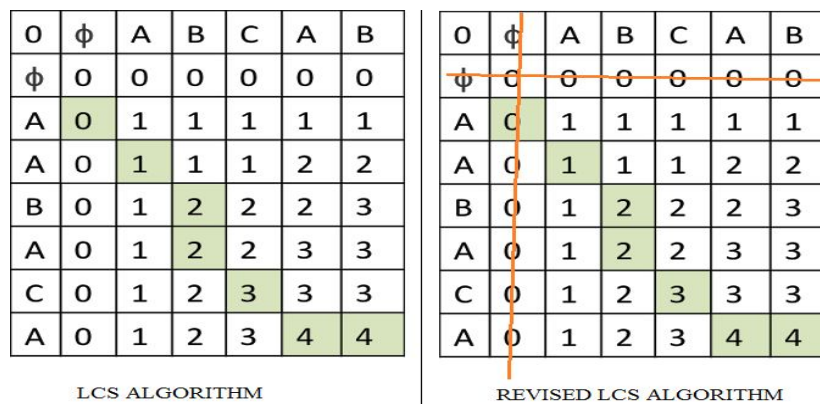 0 ϕ A B C A B
ϕ 0 0 0 0 0 0
A 0 1 1 1 1 1
A 0 1 1 1 2 2
B 0 1 2 2 2 3
A 0 1 2 2 3 3
C 0 1 2 3 3 3
A 0 1 2 3 4 4
LCS ALGORITHM
0 ϕ A B C A B
ϕ 0 0 0 0 0 0
A 0 1 1 1 1 1
A 0 1 1 1 2 2
B 0 1 2 2 2 3
A 0 1 2 2 3 3
C 0 1 2 3 3 3
A 0 1 2 3 4 4
REVISED LCS ALGORITHM